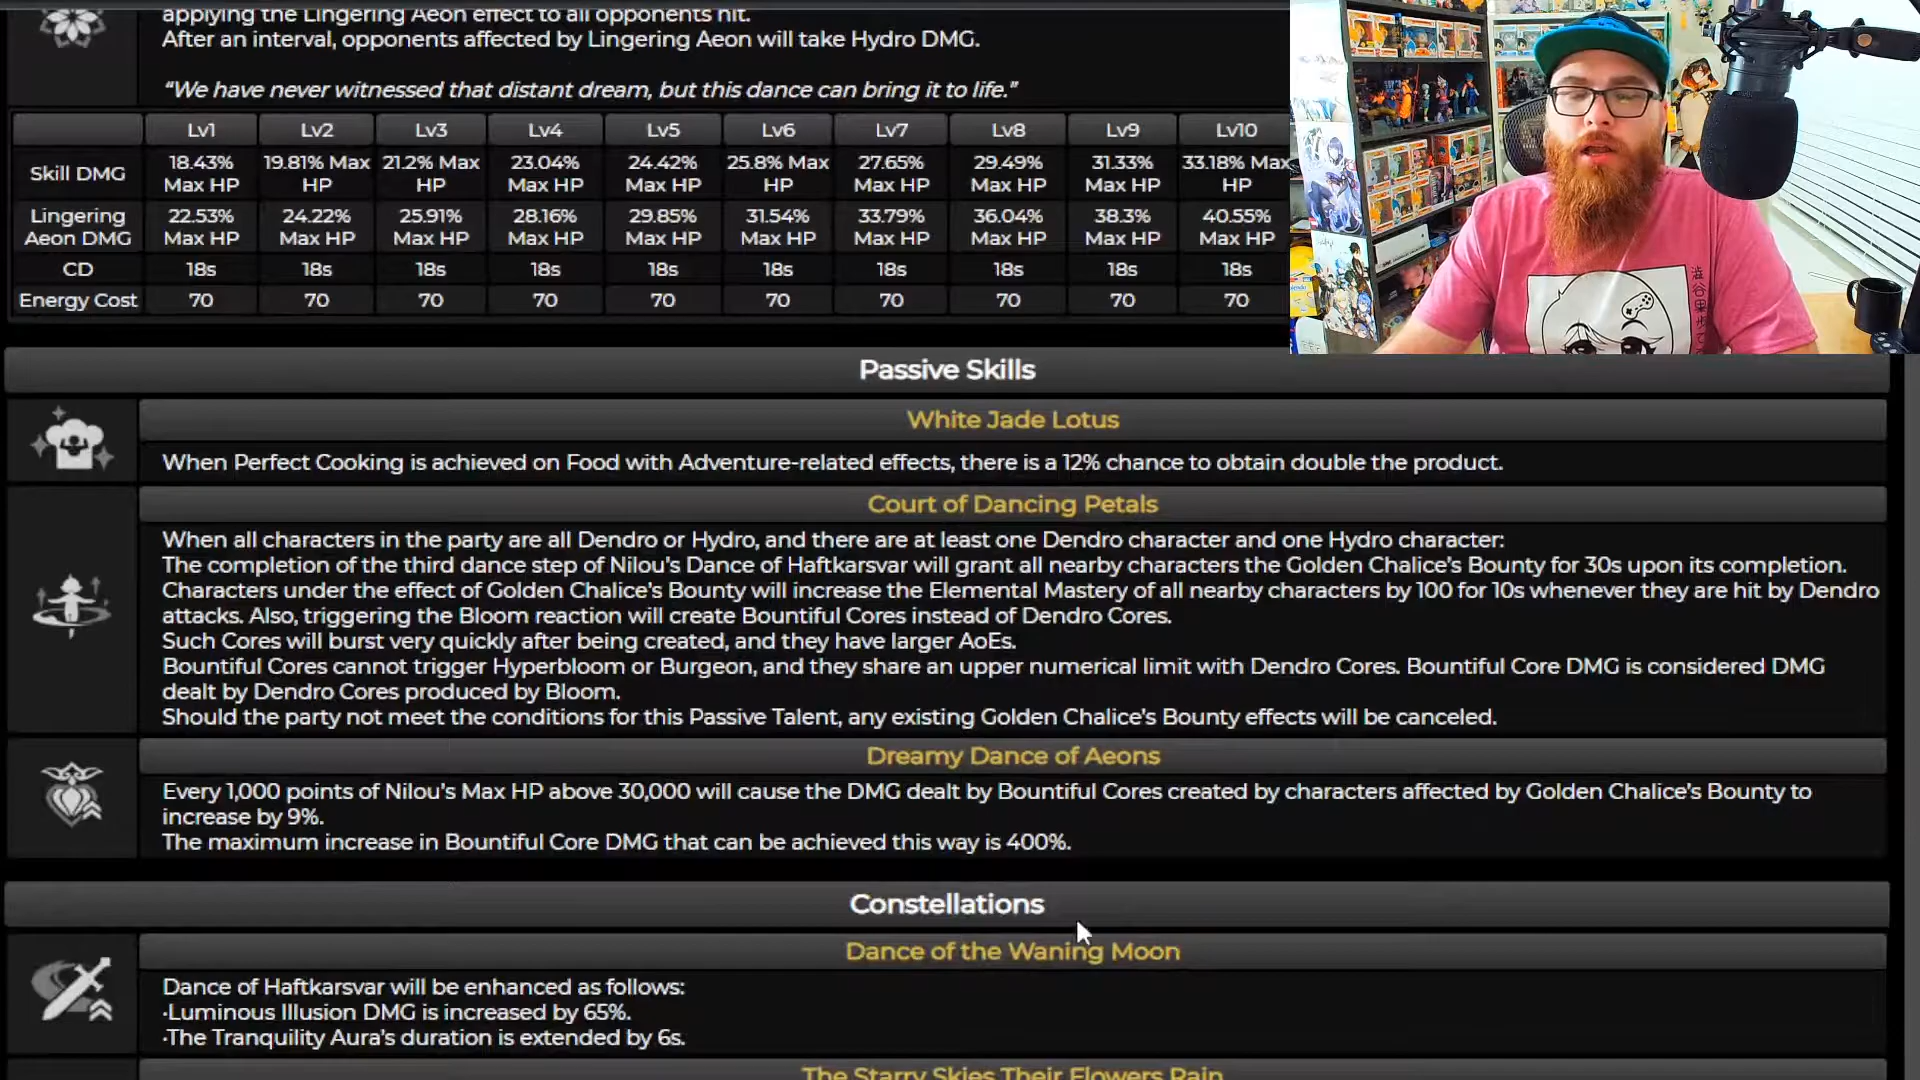 applying the Lingering Aeon effect to all opponents hit.
After an interval, opponents affected by Lingering Aeon will take Hydro DMG.
“We have never witnessed that distant dream, but this dance can bring it to life.”
Lv1 Lv2 Lv3 Lv4 Lv5 Lv6 Lv7 Lv8 Lv9 Lv10
Skill DMG 18.43% Max HP 19.81% Max HP 21.2% Max HP 23.04% Max HP 24.42% Max HP 25.8% Max HP 27.65% Max HP 29.49% Max HP 31.33% Max HP 33.18% Max HP
Lingering Aeon DMG 22.53% Max HP 24.22% Max HP 25.91% Max HP 28.16% Max HP 29.85% Max HP 31.54% Max HP 33.79% Max HP 36.04% Max HP 38.3% Max HP 40.55% Max HP
CD 18s 18s 18s 18s 18s 18s 18s 18s 18s 18s
Energy Cost 70 70 70 70 70 70 70 70 70 70
Passive Skills
White Jade Lotus
When Perfect Cooking is achieved on Food with Adventure-related effects, there is a 12% chance to obtain double the product.
Court of Dancing Petals
When all characters in the party are all Dendro or Hydro, and there are at least one Dendro character and one Hydro character:
The completion of the third dance step of Nilou's Dance of Haftkarsvar will grant all nearby characters the Golden Chalice's Bounty for 30s upon its completion.
Characters under the effect of Golden Chalice's Bounty will increase the Elemental Mastery of all nearby characters by 100 for 10s whenever they are hit by Dendro
attacks. Also, triggering the Bloom reaction will create Bountiful Cores instead of Dendro Cores.
Such Cores will burst very quickly after being created, and they have larger AoEs.
Bountiful Cores cannot trigger Hyperbloom or Burgeon, and they share an upper numerical limit with Dendro Cores. Bountiful Core DMG is considered DMG
dealt by Dendro Cores produced by Bloom.
Should the party not meet the conditions for this Passive Talent, any existing Golden Chalice's Bounty effects will be canceled.
Dreamy Dance of Aeons
Every 1,000 points of Nilou's Max HP above 30,000 will cause the DMG dealt by Bountiful Cores created by characters affected by Golden Chalice's Bounty to
increase by 9%.
The maximum increase in Bountiful Core DMG that can be achieved this way is 400%.
Constellations
Dance of the Waning Moon
Dance of Haftkarsvar will be enhanced as follows:
·Luminous Illusion DMG is increased by 65%.
·The Tranquility Aura's duration is extended by 6s.
The Starry Skies Their Flowers Rain